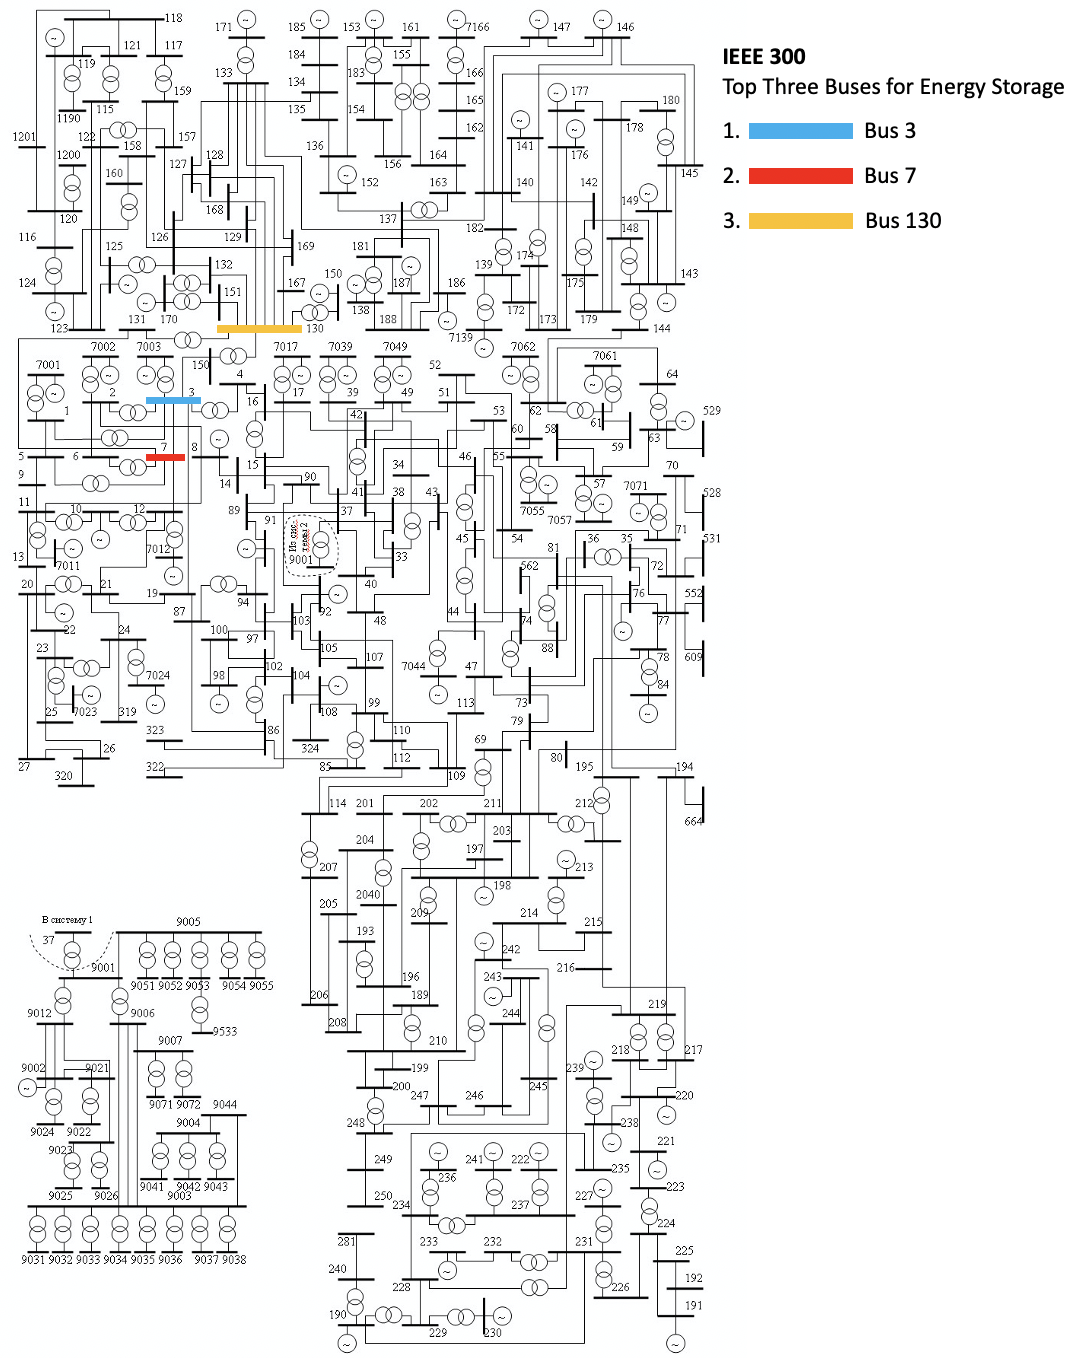 IEEE 300
Top Three Buses for Energy Storage
1. Bus 3
2. Bus 7
3. Bus 130
118 171 185 153 161 7166 147 146
119 121 117 184 155
133 183 166
1190 115 159 134 165 177 180
135 154 162 178
1201 122 158 157 136 156 164 141 176
1200 127 128 145
160 168 152 163 140 142 149
120 126 129 137 182 148
116 125 169 181 174
124 132 167 150 187 186 139 175 143
151 138 172
123 131 170 130 188 7139 173 179 144
7002 7003 150 7017 7039 7049 52 7062 7061
7001 4 64
1 2 3 16 17 39 49 51 62 61 529
42 53 58 63
5 6 7 8 60 59
9 14 15 90 34 46 55 57 70
11 10 12 89 41 38 43 7055 7071 528
91 37 7057
Из сис-
темы 2
13 7011 7012 9001 33 45 54 36 35 71 531
81 72
20 21 19 94 40 562 76 552
22 87 92 44 74 77
23 24 100 97 103 48 88
98 102 105 107 7044 47 78 609
25 7023 7024 104 113 73 84
319 108 99 79
323 86 324 110 69 80
27 26 322 85 112 109 195 194
320
114 201 202 211 212 664
204 203
207 197 213
2040 198
205 209 214 215
В систему 1
37 9005 193 242
9001 243 216
9051 9052 9053 9054 9055 196
206 189 244 219
9012 9006 9533 208
9007 210 218 217
9002 9021 199 239
9071 9072 200 247 246 245 220
9024 9022 9044 248 238
9004
9023 249 236 241 222 235 221
9025 9026 9041 9042 9043 250 227 223
9003 234 237
281 233 232 231 224
9031 9032 9033 9034 9035 9036 9037 9038
240 228 226 225
192
190 229 230 191